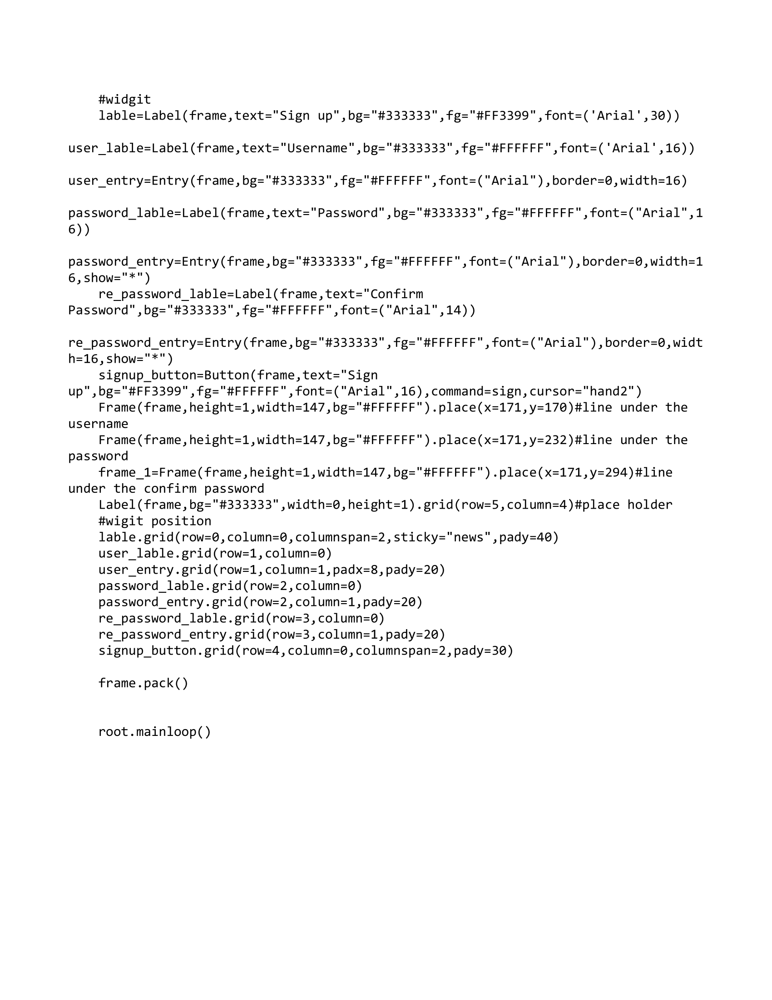 #widgit
    lable=Label(frame,text="Sign up",bg="#333333",fg="#FF3399",font=('Arial',30))

user_lable=Label(frame,text="Username",bg="#333333",fg="#FFFFFF",font=('Arial',16))

user_entry=Entry(frame,bg="#333333",fg="#FFFFFF",font=("Arial"),border=0,width=16)

password_lable=Label(frame,text="Password",bg="#333333",fg="#FFFFFF",font=("Arial",1
6))

password_entry=Entry(frame,bg="#333333",fg="#FFFFFF",font=("Arial"),border=0,width=1
6,show="*")
    re_password_lable=Label(frame,text="Confirm
Password",bg="#333333",fg="#FFFFFF",font=("Arial",14))

re_password_entry=Entry(frame,bg="#333333",fg="#FFFFFF",font=("Arial"),border=0,widt
h=16,show="*")
    signup_button=Button(frame,text="Sign
up",bg="#FF3399",fg="#FFFFFF",font=("Arial",16),command=sign,cursor="hand2")
    Frame(frame,height=1,width=147,bg="#FFFFFF").place(x=171,y=170)#line under the
username
    Frame(frame,height=1,width=147,bg="#FFFFFF").place(x=171,y=232)#line under the
password
    frame_1=Frame(frame,height=1,width=147,bg="#FFFFFF").place(x=171,y=294)#line
under the confirm password
    Label(frame,bg="#333333",width=0,height=1).grid(row=5,column=4)#place holder
    #wigit position
    lable.grid(row=0,column=0,columnspan=2,sticky="news",pady=40)
    user_lable.grid(row=1,column=0)
    user_entry.grid(row=1,column=1,padx=8,pady=20)
    password_lable.grid(row=2,column=0)
    password_entry.grid(row=2,column=1,pady=20)
    re_password_lable.grid(row=3,column=0)
    re_password_entry.grid(row=3,column=1,pady=20)
    signup_button.grid(row=4,column=0,columnspan=2,pady=30)

    frame.pack()


    root.mainloop()